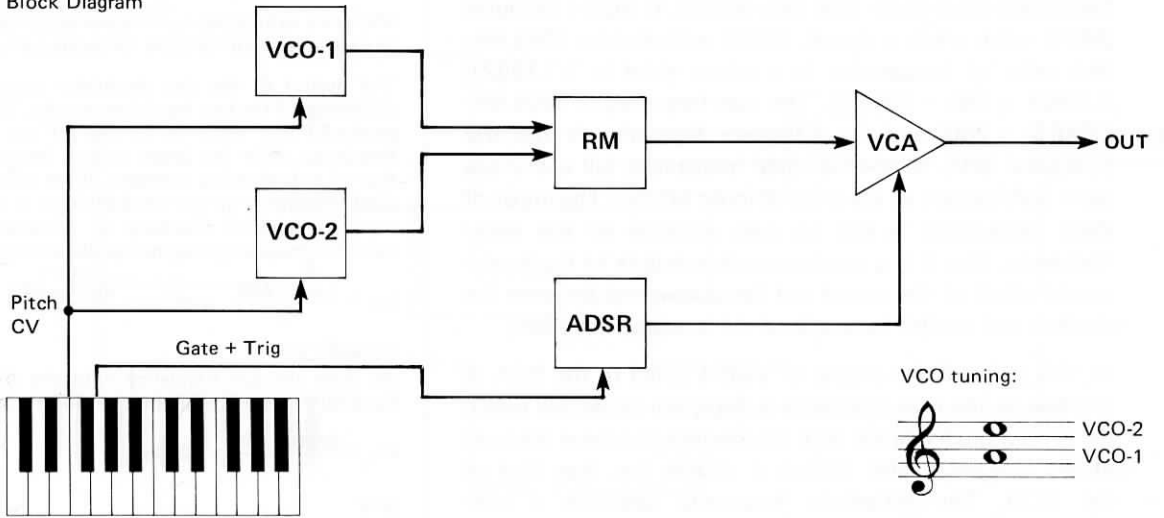 Block Diagram
VCO-1
RM
VCA
OUT
VCO-2
Pitch
CV
ADSR
Gate + Trig
VCO tuning:
VCO-2
VCO-1